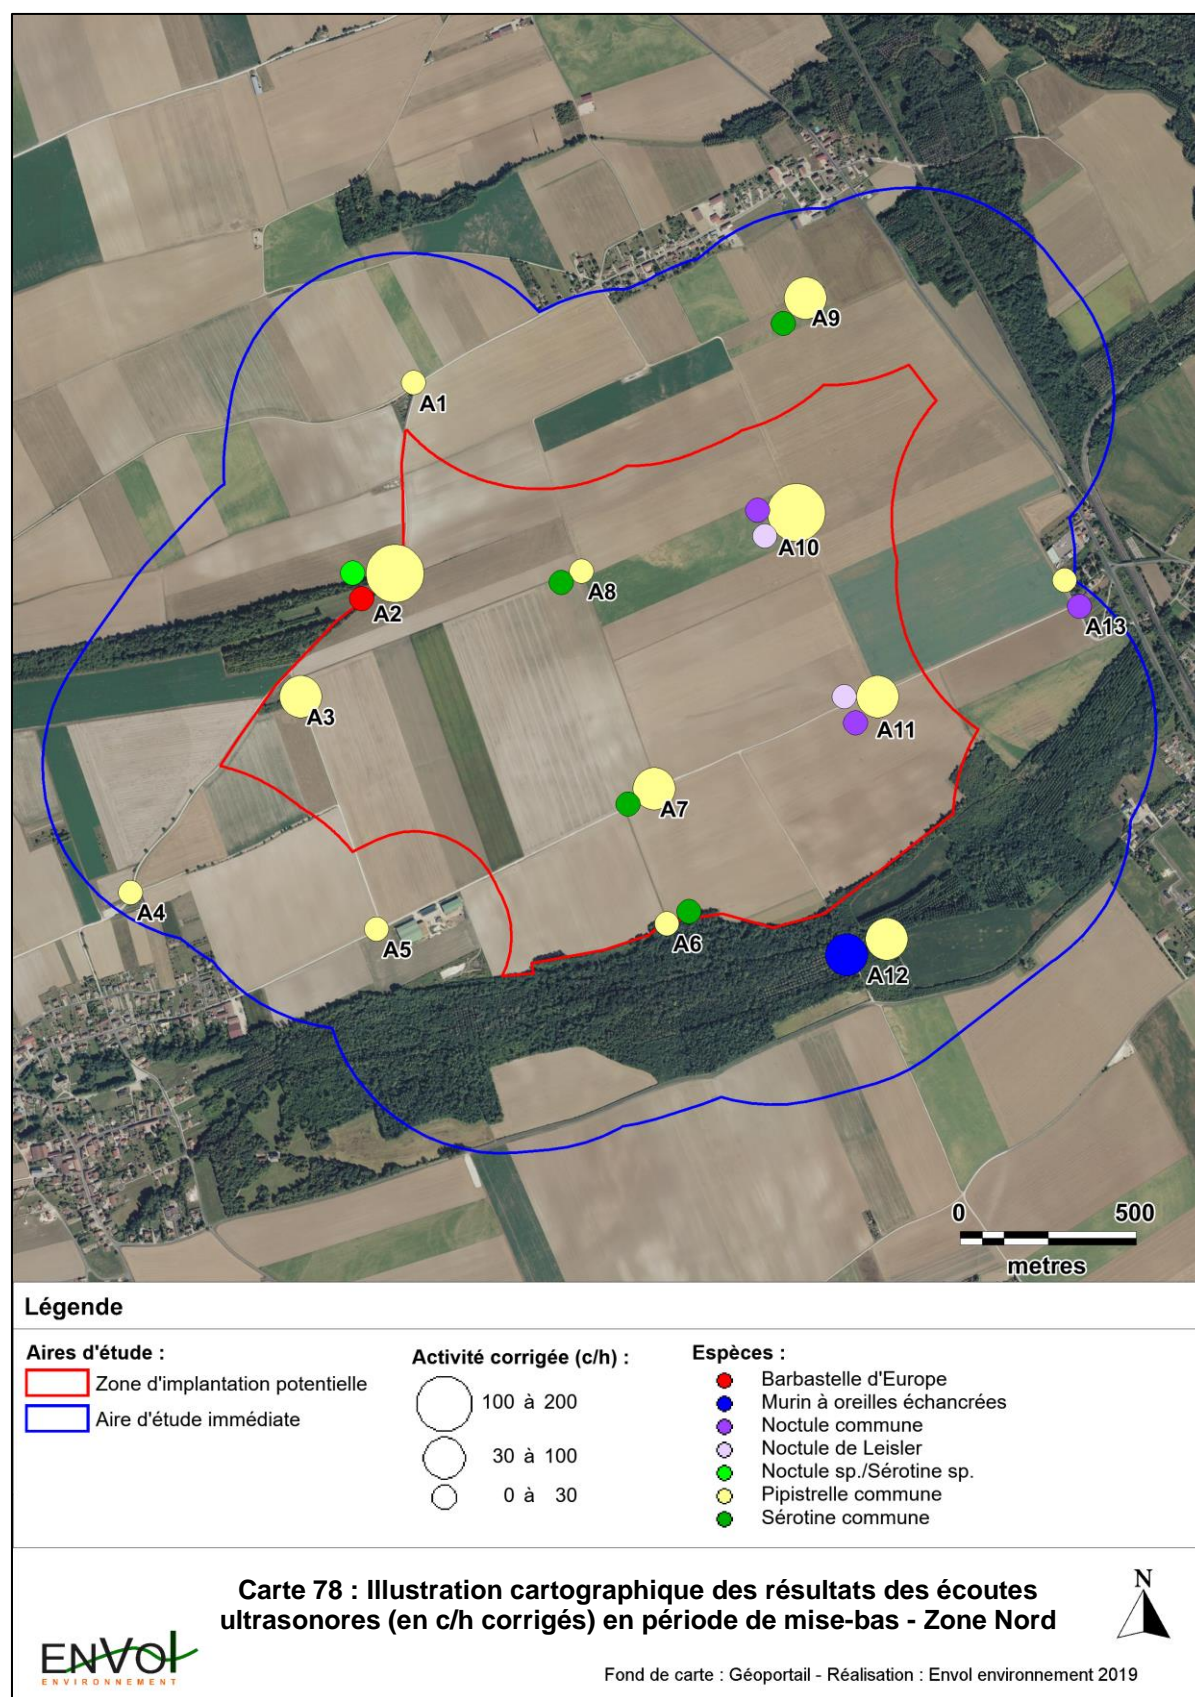 A9
A1
A10
A8
A2
A13
A3
A11
A7
A4
A5
A6
A12
0 500
metres
Légende
Aires d'étude :
Zone d'implantation potentielle
Aire d'étude immédiate
Activité corrigée (c/h) :
100 à 200
30 à 100
0 à 30
Espèces :
Barbastelle d'Europe
Murin à oreilles échancrées
Noctule commune
Noctule de Leisler
Noctule sp./Sérotine sp.
Pipistrelle commune
Sérotine commune
Carte 78 : Illustration cartographique des résultats des écoutes
ultrasonores (en c/h corrigés) en période de mise-bas - Zone Nord
N
ENVOl
ENVIRONNEMENT
Fond de carte : Géoportail - Réalisation : Envol environnement 2019